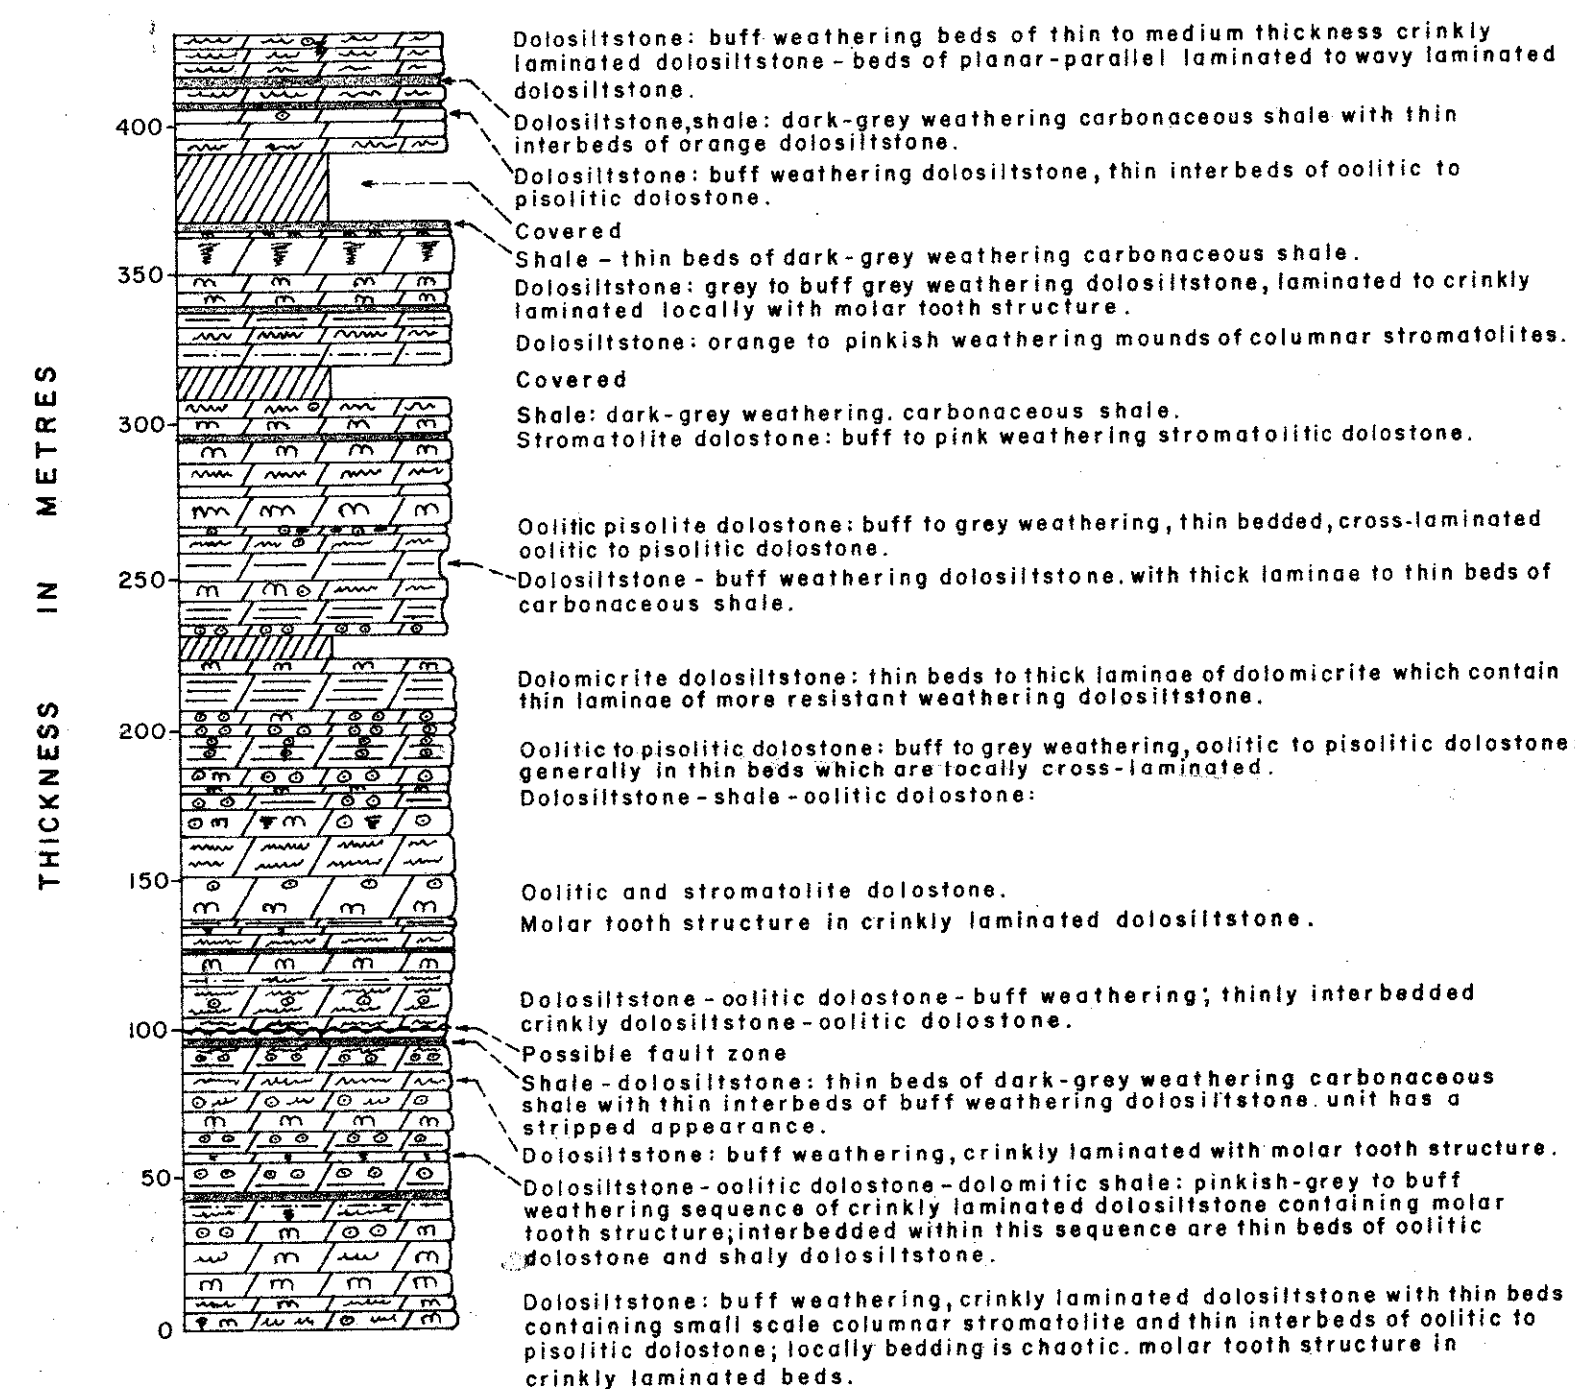 Dolosiltstone: buff weathering beds of thin to medium thickness crinkly
laminated dolosiltstone - beds of planar-parallel laminated to wavy laminated
dolosiltstone.
400
Dolosiltstone,shale: dark-grey weathering carbonaceous shale with thin
interbeds of orange dolosiltstone.
Dolosiltstone: buff weathering dolosiltstone, thin interbeds of oolitic to
pisolitic dolostone.
Covered
Shale - thin beds of dark-grey weathering carbonaceous shale.
350
Dolosiltstone: grey to buff grey weathering dolosiltstone, laminated to crinkly
laminated locally with molar tooth structure.
Dolosiltstone: orange to pinkish weathering mounds of columnar stromatolites.
Covered
THICKNESS IN METRES
Shale: dark-grey weathering. carbonaceous shale.
300
Stromatolite dolostone: buff to pink weathering stromatolitic dolostone.
Oolitic pisolite dolostone: buff to grey weathering, thin bedded, cross-laminated
oolitic to pisolitic dolostone.
250
Dolosiltstone - buff weathering dolosiltstone. with thick laminae to thin beds of
carbonaceous shale.
Dolomicrite dolosiltstone: thin beds to thick laminae of dolomicrite which contain
thin laminae of more resistant weathering dolosiltstone.
200
Oolitic to pisolitic dolostone: buff to grey weathering, oolitic to pisolitic dolostone
generally in thin beds which are locally cross-laminated.
Dolosiltstone - shale - oolitic dolostone:
150
Oolitic and stromatolite dolostone.
Molar tooth structure in crinkly laminated dolosiltstone.
Dolosiltstone - oolitic dolostone - buff weathering; thinly interbedded
crinkly dolosiltstone - oolitic dolostone.
100
Possible fault zone
Shale - dolosiltstone: thin beds of dark-grey weathering carbonaceous
shale with thin interbeds of buff weathering dolosiltstone. unit has a
stripped appearance.
Dolosiltstone: buff weathering, crinkly laminated with molar tooth structure.
50
Dolosiltstone - oolitic dolostone - dolomitic shale: pinkish-grey to buff
weathering sequence of crinkly laminated dolosiltstone containing molar
tooth structure; interbedded within this sequence are thin beds of oolitic
dolostone and shaly dolosiltstone.
0
Dolosiltstone: buff weathering, crinkly laminated dolosiltstone with thin beds
containing small scale columnar stromatolite and thin interbeds of oolitic to
pisolitic dolostone; locally bedding is chaotic. molar tooth structure in
crinkly laminated beds.